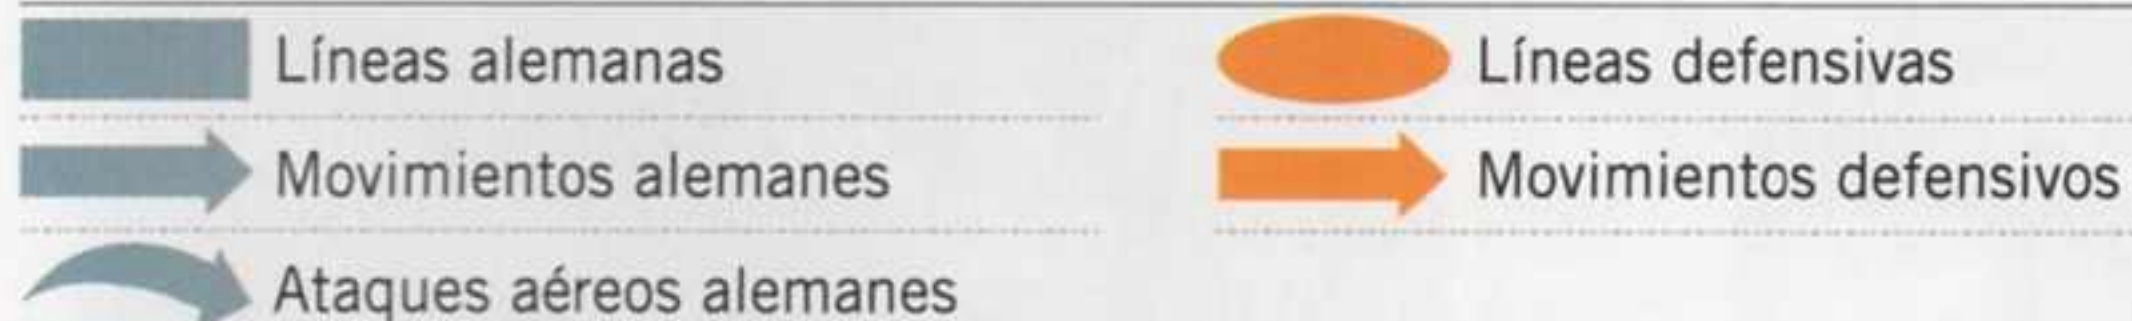 Líneas alemanas
Movimientos alemanes
Ataques aéreos alemanes
Líneas defensivas
Movimientos defensivos